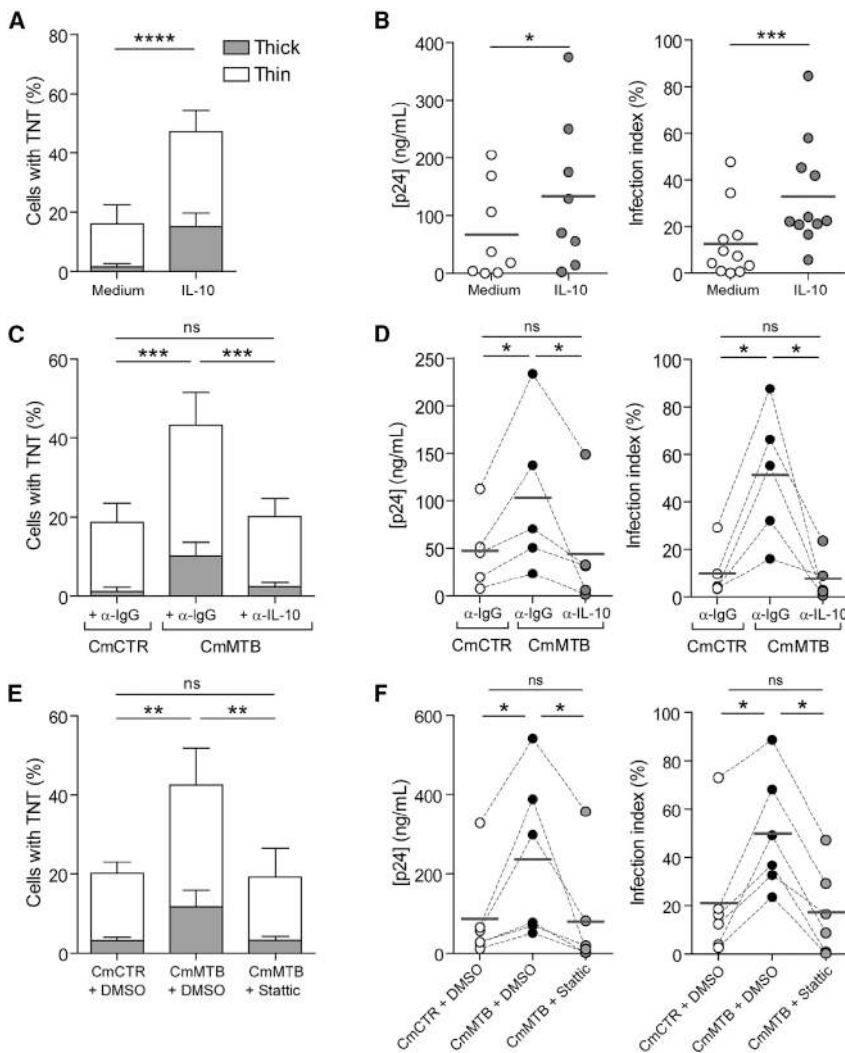 A
Cells with TNT (%)
80
60
40
20
0
****
Thick
Thin
Medium
IL-10
B
[p24] (ng/mL)
400
300
200
100
0
*
Medium
IL-10
Infection index (%)
100
80
60
40
20
0
***
Medium
IL-10
C
Cells with TNT (%)
60
40
20
0
ns
***
***
+ α-IgG
+ α-IgG
+ α-IL-10
CmCTR
CmMTB
D
[p24] (ng/mL)
250
200
150
100
50
0
ns
*
*
α-IgG
α-IgG
α-IL-10
CmCTR
CmMTB
Infection index (%)
100
80
60
40
20
0
ns
*
*
α-IgG
α-IgG
α-IL-10
CmCTR
CmMTB
E
Cells with TNT (%)
60
40
20
0
ns
**
**
CmCTR
+ DMSO
CmMTB
+ DMSO
CmMTB
+ Stattic
F
[p24] (ng/mL)
600
400
200
0
ns
*
*
CmCTR + DMSO
CmMTB + DMSO
CmMTB + Stattic
Infection index (%)
100
80
60
40
20
0
ns
*
*
CmCTR + DMSO
CmMTB + DMSO
CmMTB + Stattic